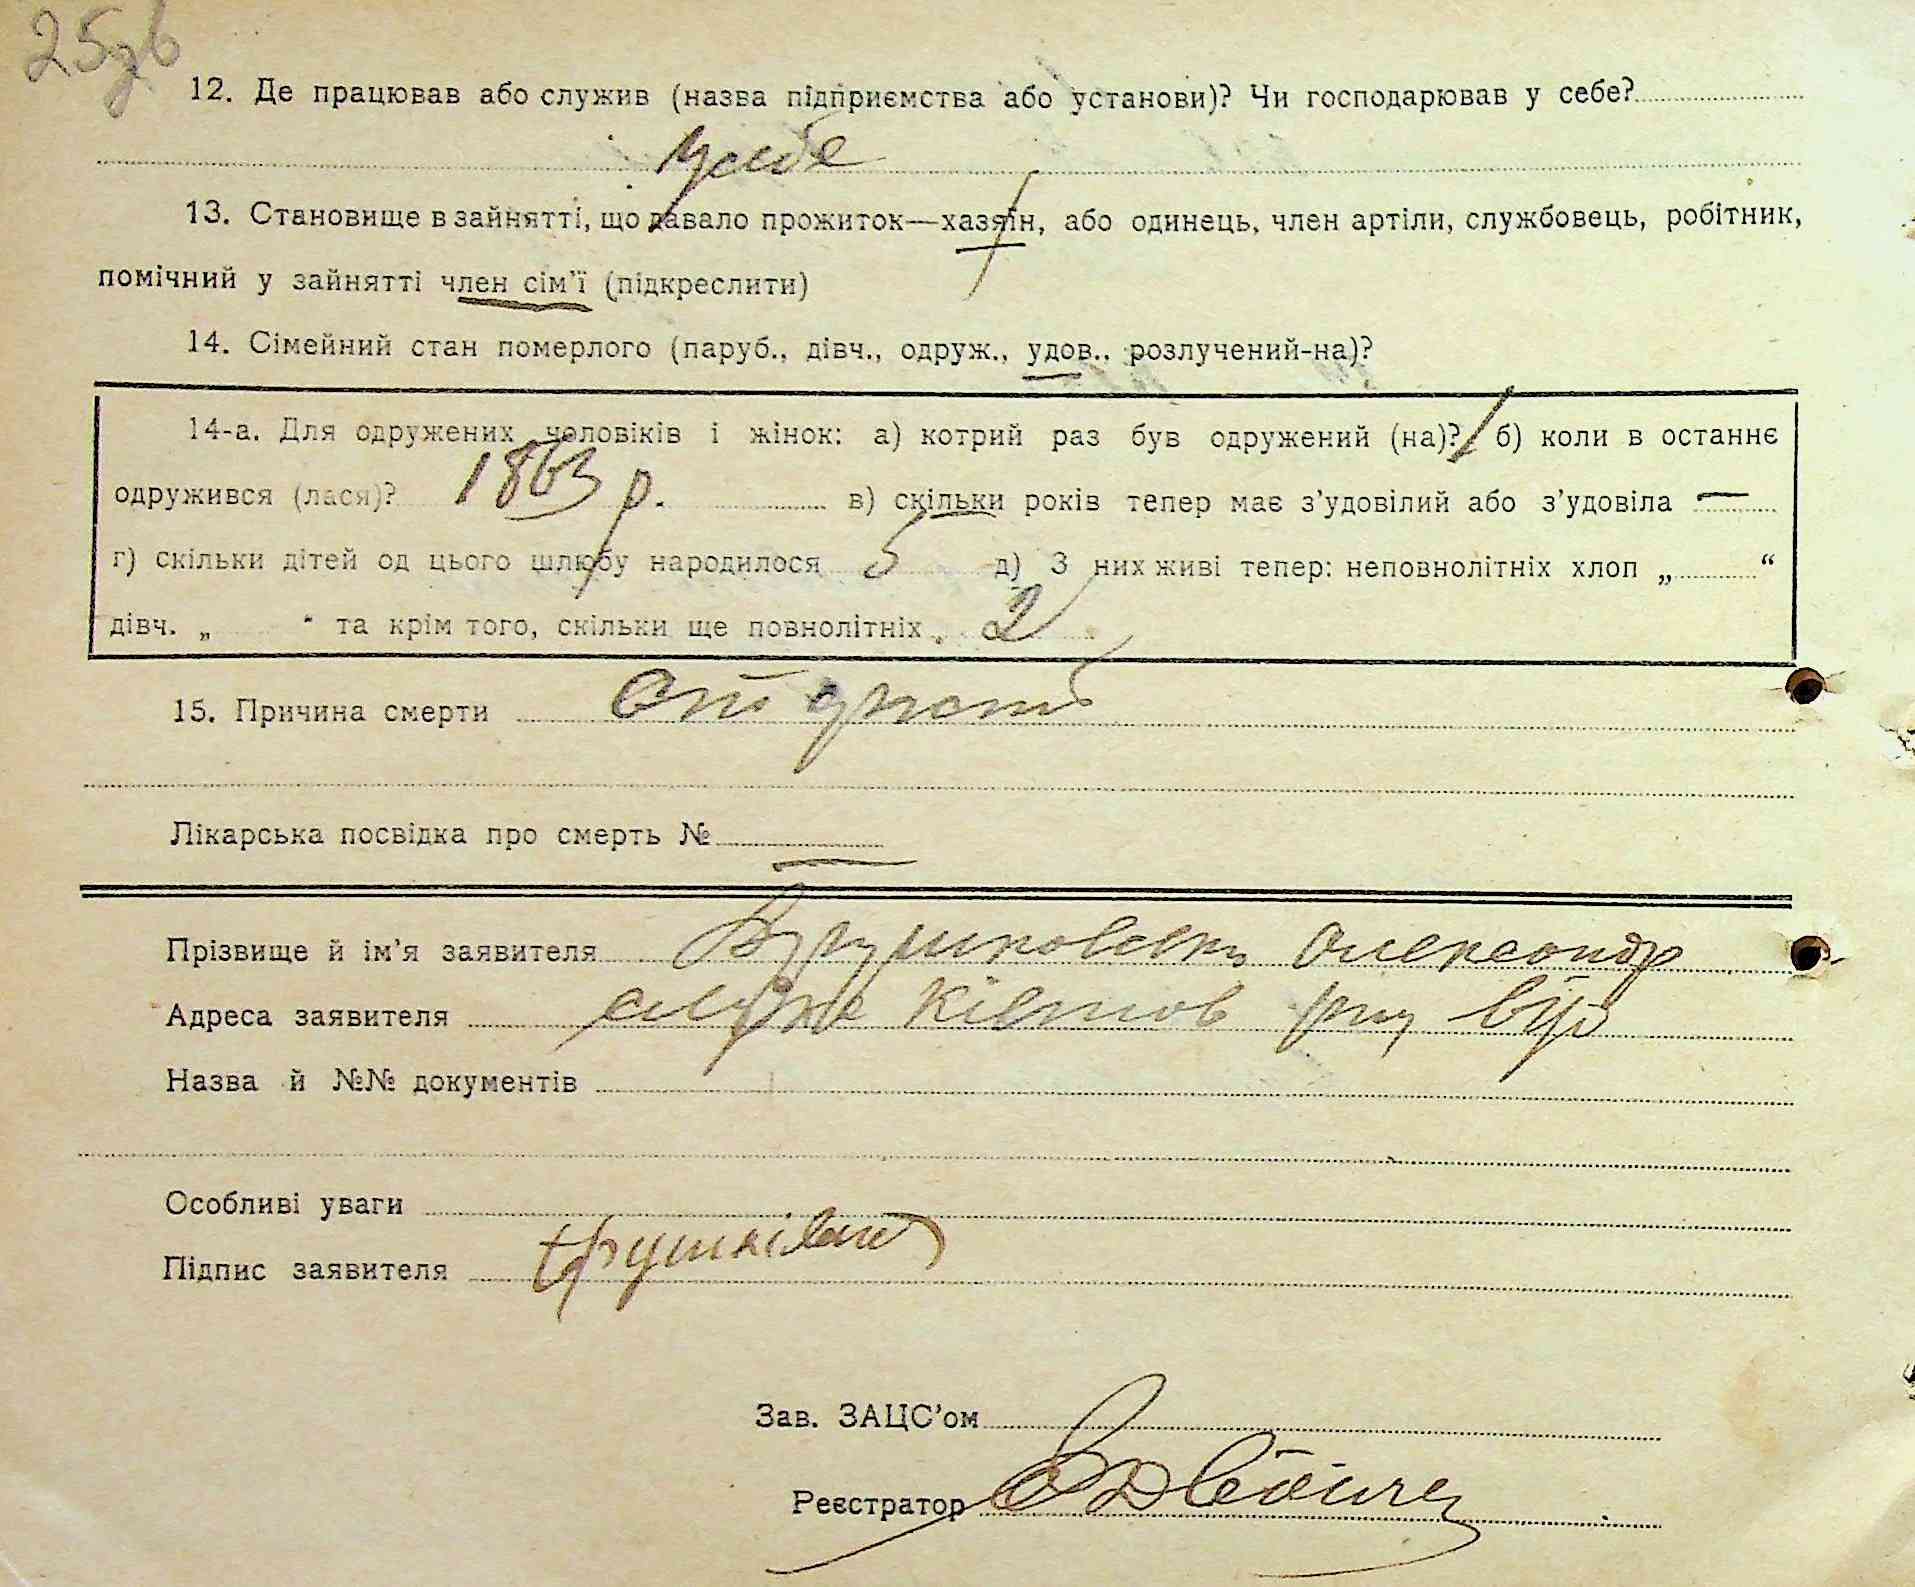 25зв
12. Де працював або служив (назва підприємства або установи)? Чи господарював у себе?
У себе
13. Становище в зайнятті, що давало прожиток—хазяїн, або одинець, член артіли, службовець, робітник,
помічний у зайнятті член сім’ї (підкреслити)
14. Сімейний стан померлого (паруб., дівч., одруж., удов., розлучений-на)?
14-а. Для одружених чоловіків і жінок: а) котрий раз був одружений (на)? 1 б) коли в останнє
одружився (лася)? 1863 р. в) скільки років тепер має з’удовілий або з’удовіла —
г) скільки дітей од цього шлюбу народилося 5 д) З них живі тепер: неповнолітніх хлоп „ “
дівч. „ “ та крім того, скільки ще повнолітніх. 2
15. Причина смерти
Лікарська посвідка про смерть № —
Прізвище й ім’я заявителя Олександр
Адреса заявителя
Назва й №№ документів
Особливі уваги
Підпис заявителя
Зав. ЗАЦС’ом
Реєстратор